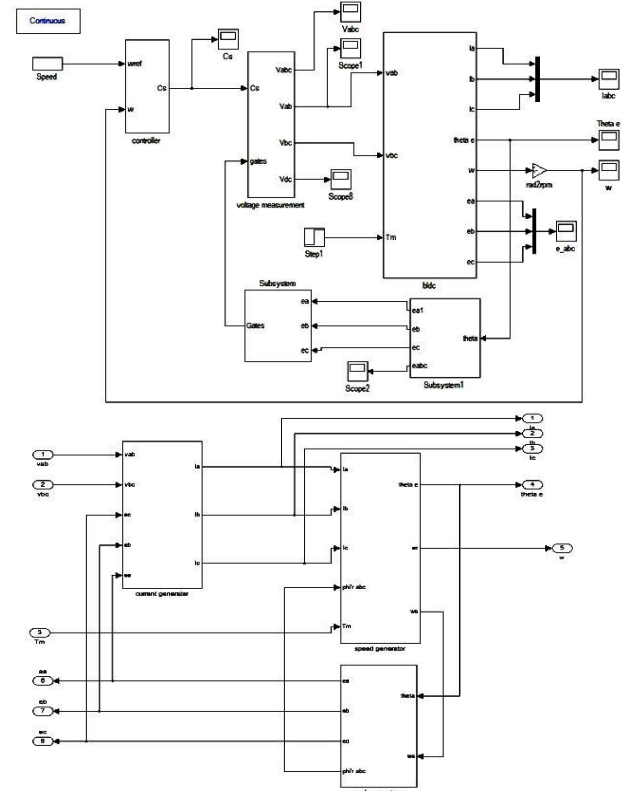 Continuous
Speed
wref
w
Cs
controller
Cs
Cs
gates
Vabc
Vab
Vbc
Vdc
voltage measurement
Vabc
Scope1
Scope8
Step1
vab
vbc
Tm
Ia
Ib
Ic
theta e
w
ea
eb
ec
bldc
Iabc
Theta e
rad2rpm
w
e_abc
Subsystem
Gates
ea
eb
ec
ea1
eb
ec
eabc
theta
Subsystem1
Scope2
1
vab
2
vbc
3
Tm
vab
vbc
ec
eb
ea
Ia
Ib
Ic
current generator
Ia
Ib
Ic
phi'r abc
Tm
theta e
we
speed generator
1
2
3
Ic
4
theta e
5
w
ea
6
eb
7
ec
8
ea
eb
ec
phi'r abc
theta
we